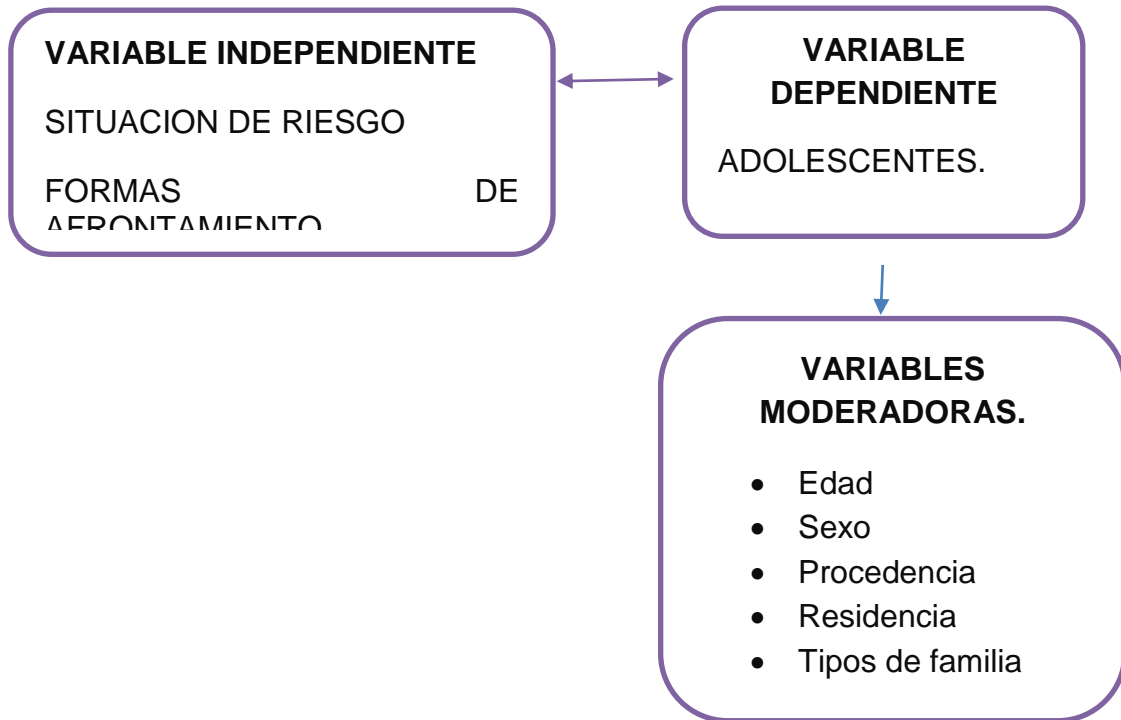 VARIABLE INDEPENDIENTE
SITUACION DE RIESGO
FORMAS DE
AFRONTAMIENTO
VARIABLE
DEPENDIENTE
ADOLESCENTES.
VARIABLES
MODERADORAS.
• Edad
• Sexo
• Procedencia
• Residencia
• Tipos de familia